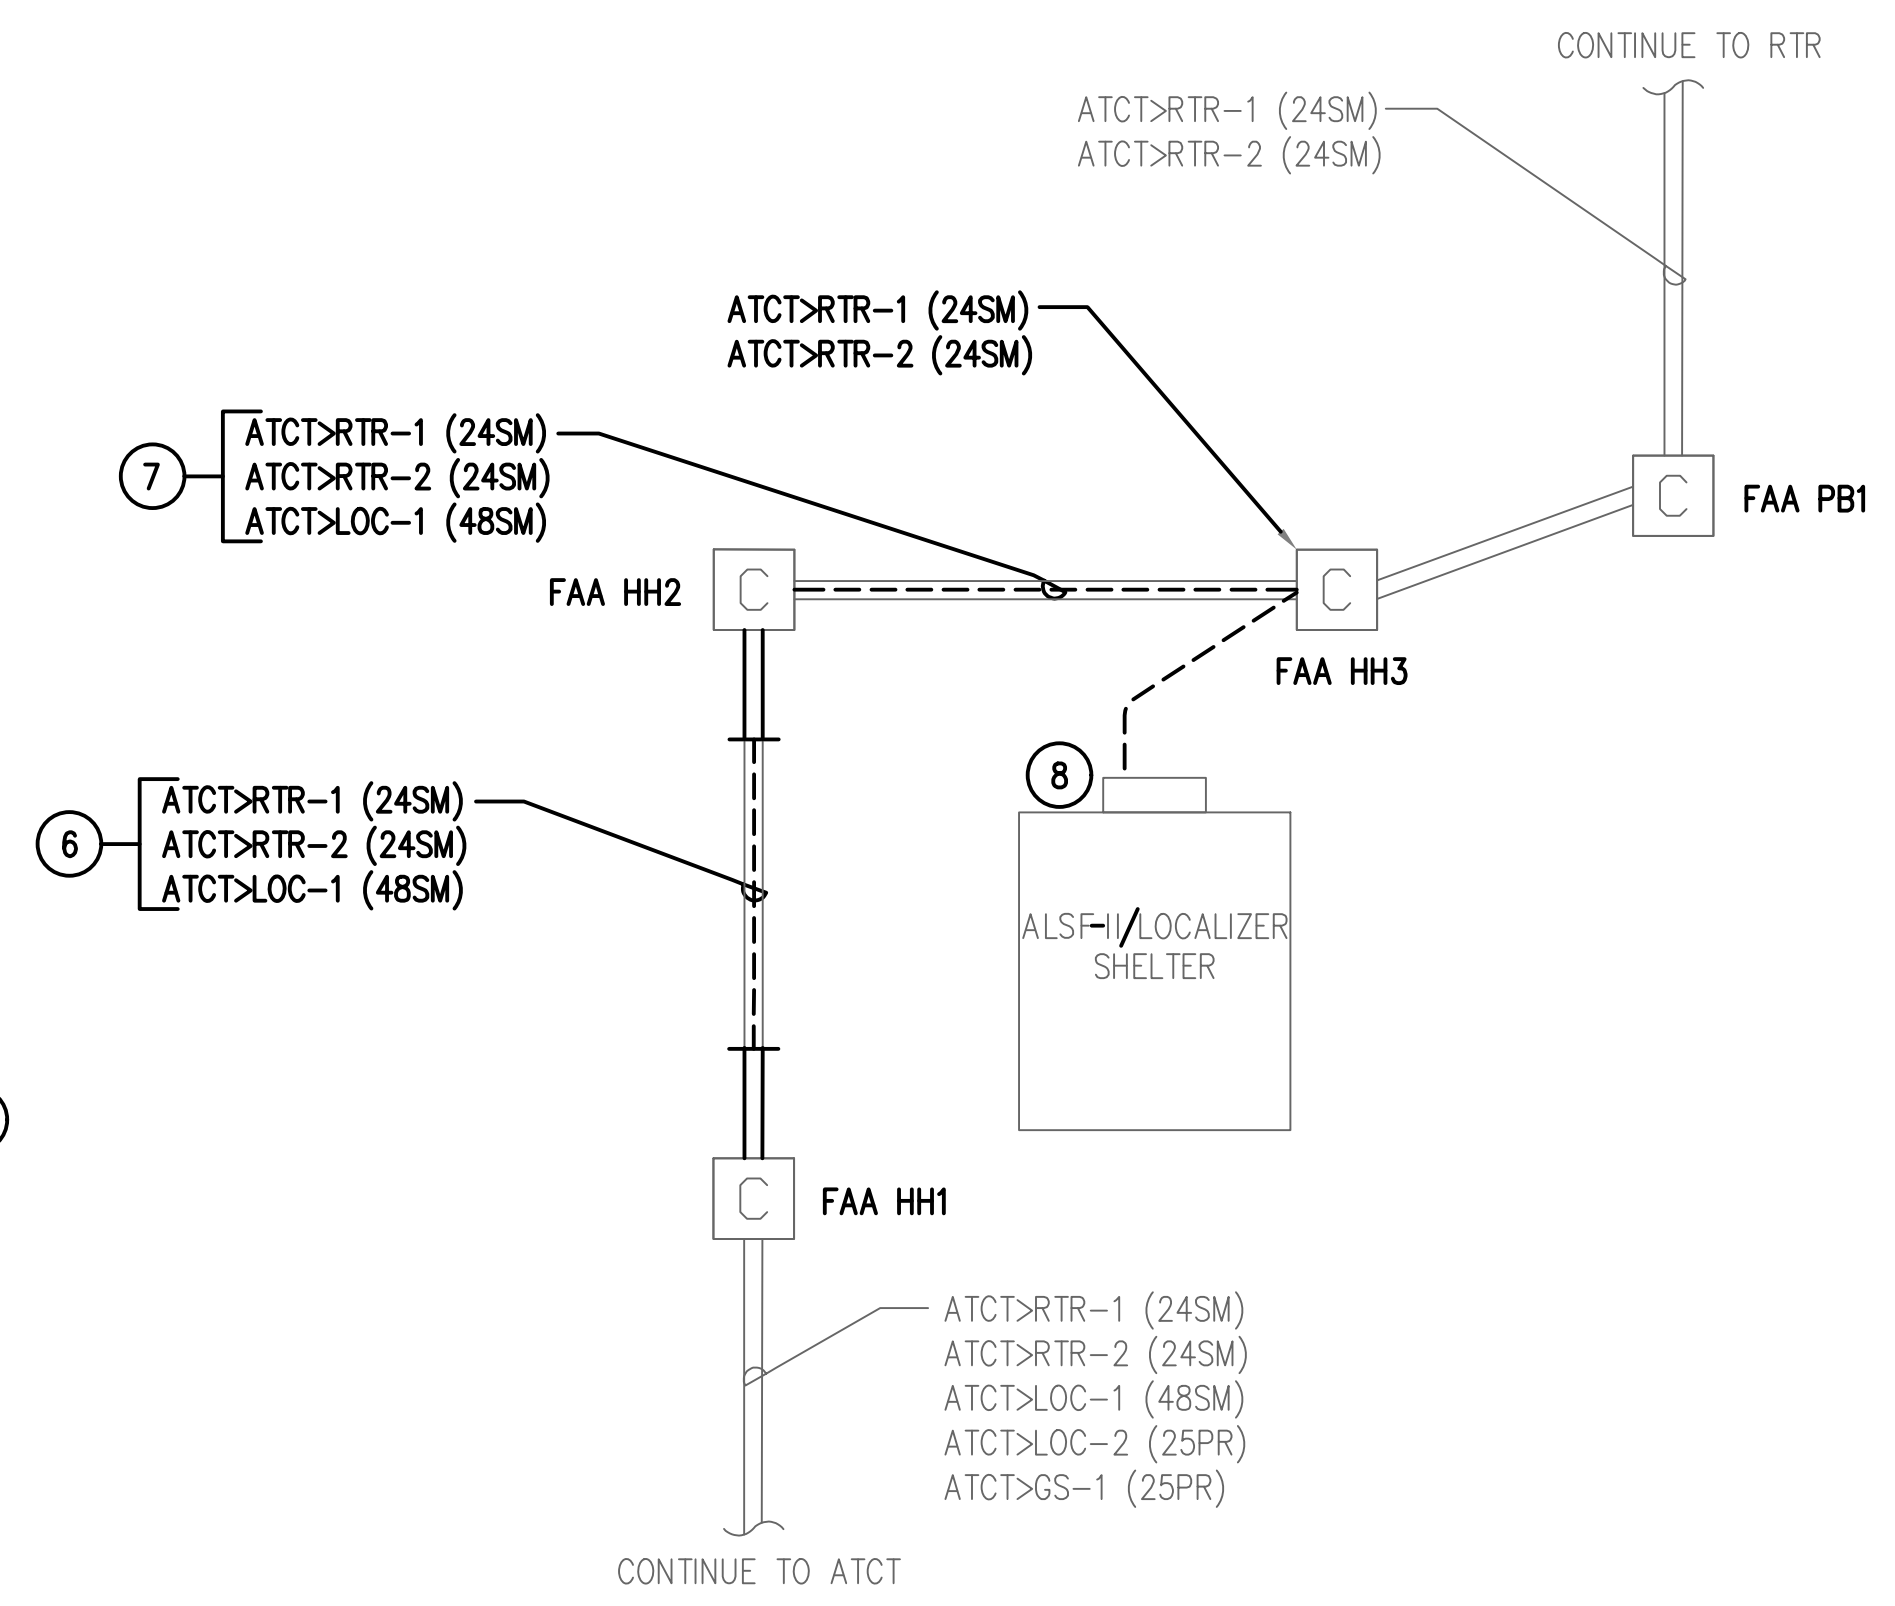 CONTINUE TO RTR
ATCT>RTR-1 (24SM)
ATCT>RTR-2 (24SM)
ATCT>RTR-1 (24SM)
ATCT>RTR-2 (24SM)
7
ATCT>RTR-1 (24SM)
ATCT>RTR-2 (24SM)
ATCT>LOC-1 (48SM)
C
FAA PB1
FAA HH2
C
C
FAA HH3
8
6
ATCT>RTR-1 (24SM)
ATCT>RTR-2 (24SM)
ATCT>LOC-1 (48SM)
ALSF-II/LOCALIZER
SHELTER
C
FAA HH1
ATCT>RTR-1 (24SM)
ATCT>RTR-2 (24SM)
ATCT>LOC-1 (48SM)
ATCT>LOC-2 (25PR)
ATCT>GS-1 (25PR)
CONTINUE TO ATCT